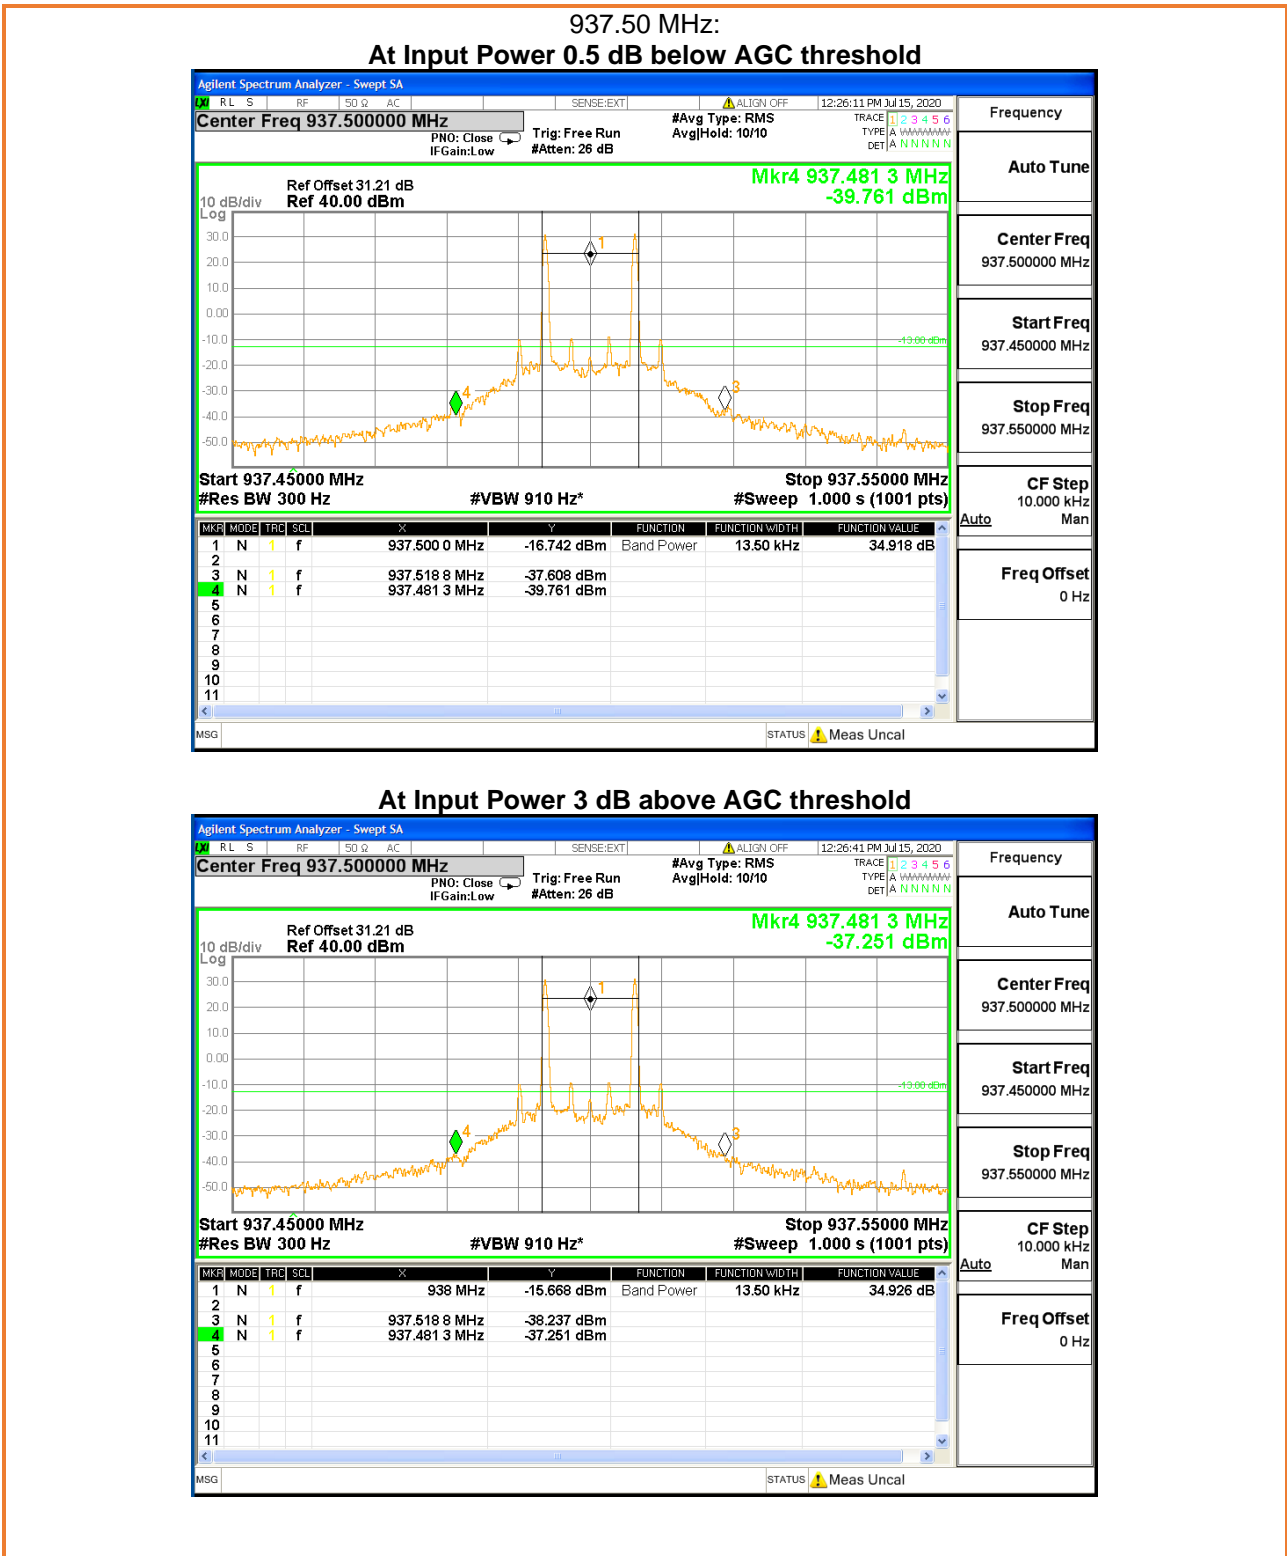 937.50 MHz:
At Input Power 0.5 dB below AGC threshold
Agilent Spectrum Analyzer - Swept SA
LXI RL S RF 50 Ω AC SENSE:EXT ALIGN OFF 12:26:11 PM Jul 15, 2020
Center Freq 937.500000 MHz #Avg Type: RMS TRACE 1 2 3 4 5 6
PNO: Close Trig: Free Run Avg|Hold: 10/10 TYPE A WWWWW
IFGain:Low #Atten: 26 dB DET A N N N N N
Frequency
Mkr4 937.481 3 MHz
-39.761 dBm
Ref Offset 31.21 dB
10 dB/div Ref 40.00 dBm
Log
30.0
20.0
10.0
0.00
-10.0
-20.0
-30.0
-40.0
-50.0
1
-13.00 dBm
4
3
Start 937.45000 MHz Stop 937.55000 MHz
#Res BW 300 Hz #VBW 910 Hz* #Sweep 1.000 s (1001 pts)
MKR MODE TRC SCL X Y FUNCTION FUNCTION WIDTH FUNCTION VALUE
1 N 1 f 937.500 0 MHz -16.742 dBm Band Power 13.50 kHz 34.918 dB
2
3 N 1 f 937.518 8 MHz -37.608 dBm
4 N 1 f 937.481 3 MHz -39.761 dBm
5
6
7
8
9
10
11
MSG STATUS Meas Uncal
Auto Tune
Center Freq
937.500000 MHz
Start Freq
937.450000 MHz
Stop Freq
937.550000 MHz
CF Step
10.000 kHz
Auto Man
Freq Offset
0 Hz
At Input Power 3 dB above AGC threshold
Agilent Spectrum Analyzer - Swept SA
LXI RL S RF 50 Ω AC SENSE:EXT ALIGN OFF 12:26:41 PM Jul 15, 2020
Center Freq 937.500000 MHz #Avg Type: RMS TRACE 1 2 3 4 5 6
PNO: Close Trig: Free Run Avg|Hold: 10/10 TYPE A WWWWW
IFGain:Low #Atten: 26 dB DET A N N N N N
Frequency
Mkr4 937.481 3 MHz
-37.251 dBm
Ref Offset 31.21 dB
10 dB/div Ref 40.00 dBm
Log
30.0
20.0
10.0
0.00
-10.0
-20.0
-30.0
-40.0
-50.0
1
-13.00 dBm
4
3
Start 937.45000 MHz Stop 937.55000 MHz
#Res BW 300 Hz #VBW 910 Hz* #Sweep 1.000 s (1001 pts)
MKR MODE TRC SCL X Y FUNCTION FUNCTION WIDTH FUNCTION VALUE
1 N 1 f 938 MHz -15.668 dBm Band Power 13.50 kHz 34.926 dB
2
3 N 1 f 937.518 8 MHz -38.237 dBm
4 N 1 f 937.481 3 MHz -37.251 dBm
5
6
7
8
9
10
11
MSG STATUS Meas Uncal
Auto Tune
Center Freq
937.500000 MHz
Start Freq
937.450000 MHz
Stop Freq
937.550000 MHz
CF Step
10.000 kHz
Auto Man
Freq Offset
0 Hz